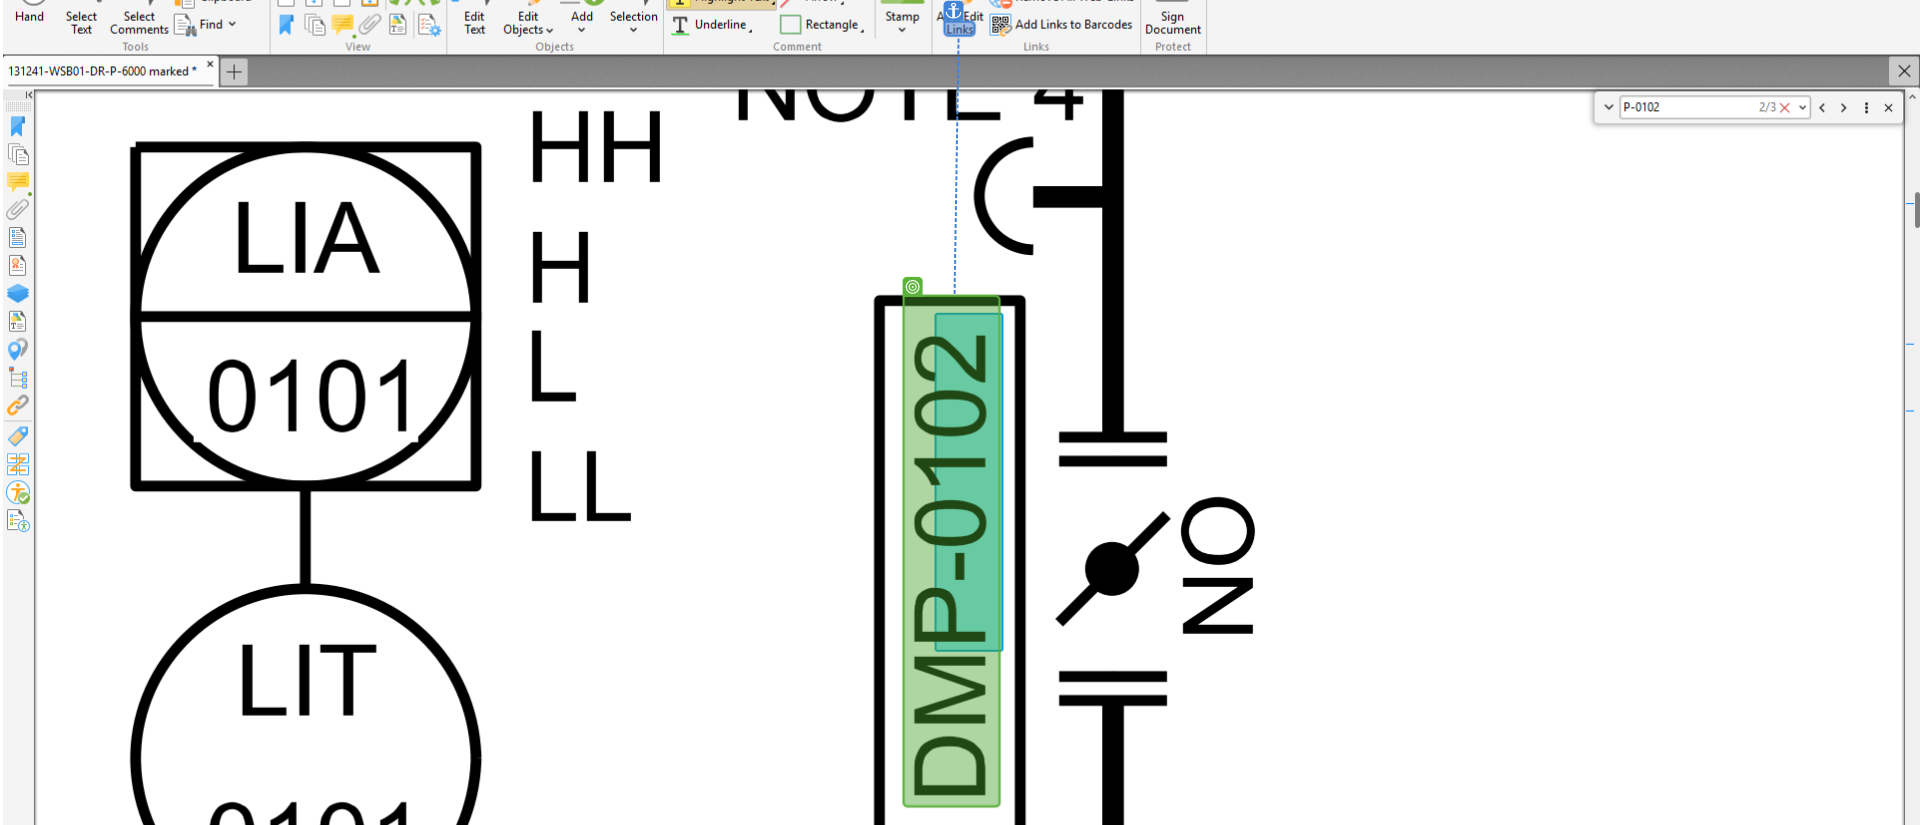 Hand
Select Text
Select Comments
Find
Tools
View
Edit Text
Edit Objects
Add
Selection
Objects
Underline
Rectangle
Comment
Stamp
Edit Links
Add Links to Barcodes
Links
Sign Document
Protect
131241-WSB01-DR-P-6000 marked *
P-0102
2/3
NOTE 4
HH
H
L
LL
LIA
0101
DMP-0102
NO
LIT
0101